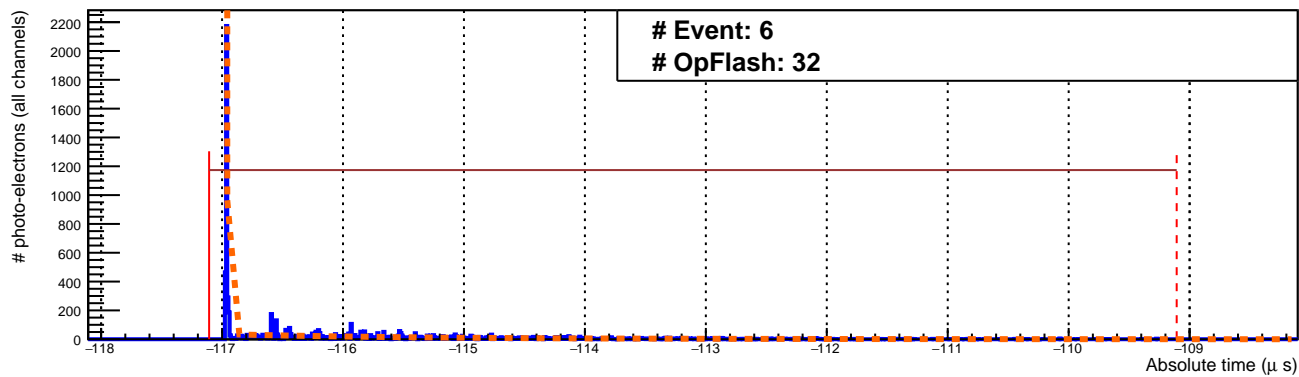 # Event: 6
# OpFlash: 32
# photo-electrons (all channels)
2200
2000
1800
1600
1400
1200
1000
800
600
400
200
0
−118 −117 −116 −115 −114 −113 −112 −111 −110 −109
Absolute time (μ s)